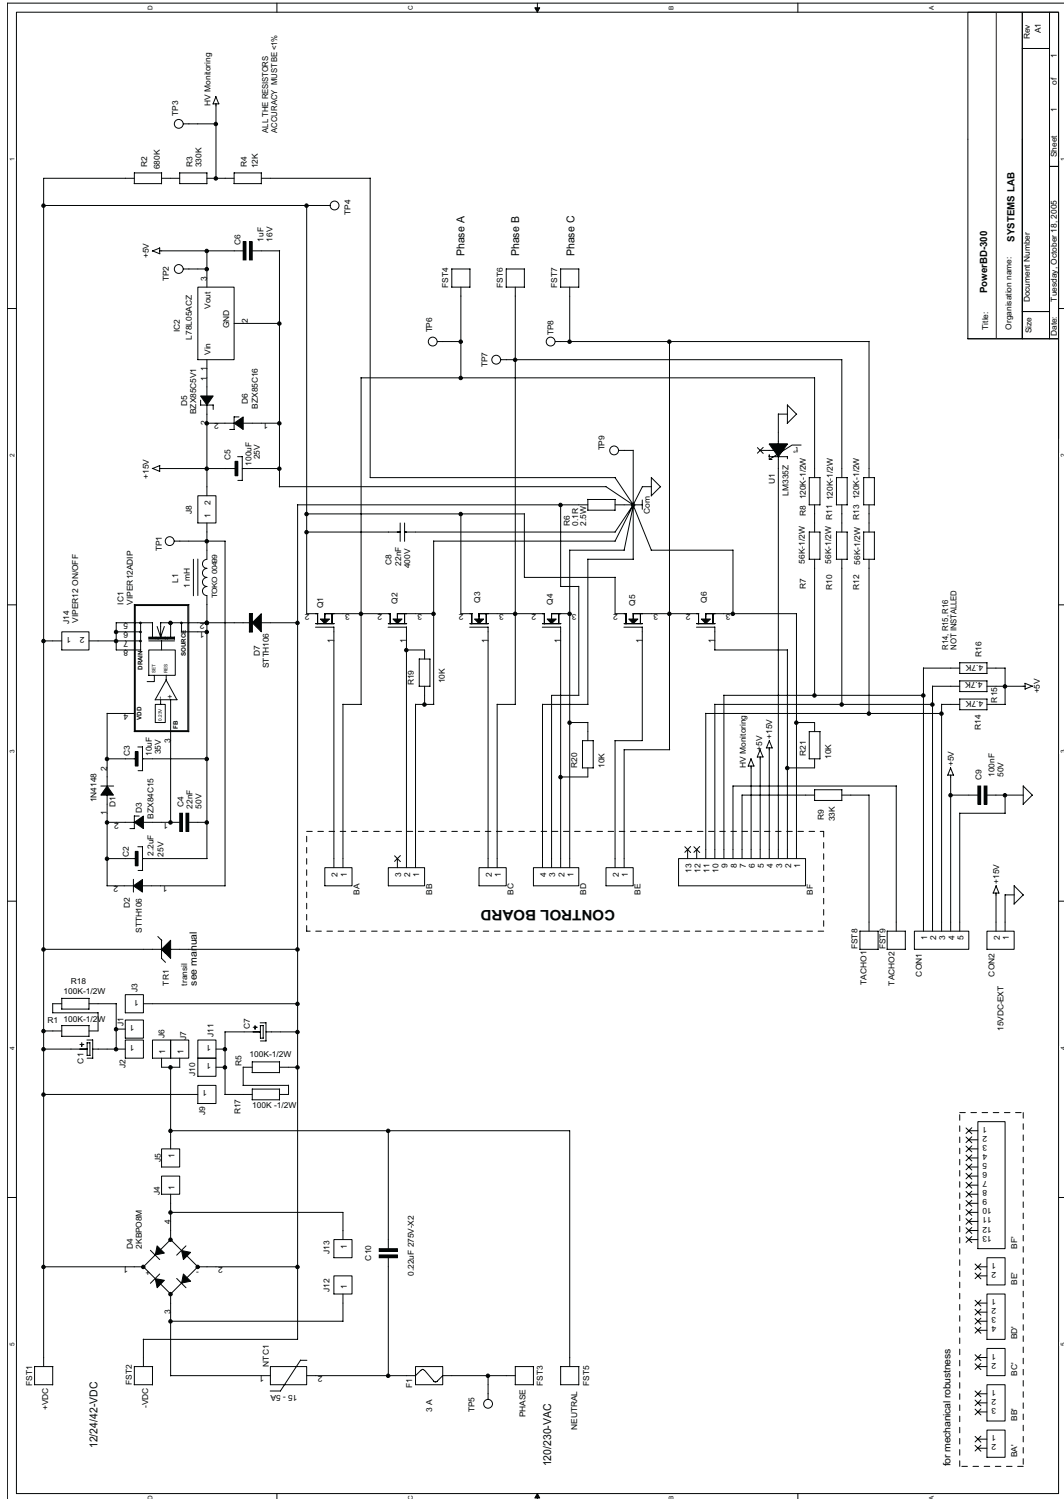 FST1
+VDC
12/24/42-VDC
FST2
-VDC
D4
2KBPO8M
J4
J5
J12
J13
C10
0.22uF 275V-X2
NTC1
15 - 5A
F1
3 A
TP5
PHASE
FST3
120/230-VAC
NEUTRAL
FST5
R18
100K-1/2W
R1
100K-1/2W
C1
J1
J2
J3
J6
J7
J9
J10
J11
C7
R5
100K-1/2W
R17
100K -1/2W
TR1
transil
see manual
D2
STTH106
C2
2.2uF
25V
D1
1N4148
D3
BZX84C15
C4
22nF
50V
C3
10uF
35V
J14
VIPER12 ON/OFF
IC1
VIPER12ADIP
DRAIN
SOURCE
VDD
FB
SET
RES
0.23V
D7
STTH106
L1
1 mH
TOKO 00499
TP1
J8
+15V
C5
100uF
25V
D6
BZX85C16
D5
BZX85C5V1
IC2
L78L05ACZ
Vin
Vout
GND
TP2
+5V
C6
1uF
16V
R2
680K
R3
330K
R4
12K
TP3
HV Monitoring
ALL THE RESISTORS
ACCURACY MUST BE <1%
TP4
Q1
Q2
Q3
Q4
Q5
Q6
R19
10K
R20
10K
R21
10K
C8
22nF
400V
R6
0.1R
2.5W
Com
TP9
TP6
TP7
TP8
FST4
Phase A
FST6
Phase B
FST7
Phase C
U1
LM335Z
R7
56K-1/2W
R8
120K-1/2W
R10
56K-1/2W
R11
120K-1/2W
R12
56K-1/2W
R13
120K-1/2W
CONTROL BOARD
BA
BB
BC
BD
BE
BF
HV Monitoring
+5V
+15V
R9
33K
FST8
TACHO1
FST9
TACHO2
CON1
CON2
15VDC-EXT
+15V
C9
100nF
50V
+5V
R14, R15, R16
NOT INSTALLED
R14
4.7K
R15
4.7K
R16
4.7K
+5V
for mechanical robustness
BA'
BB'
BC'
BD'
BE'
BF'
Title:
PowerBD-300
Organisation name:
SYSTEMS LAB
Size
Document Number
Rev
A1
Date:
Tuesday, October 18, 2005
Sheet
1
of
1